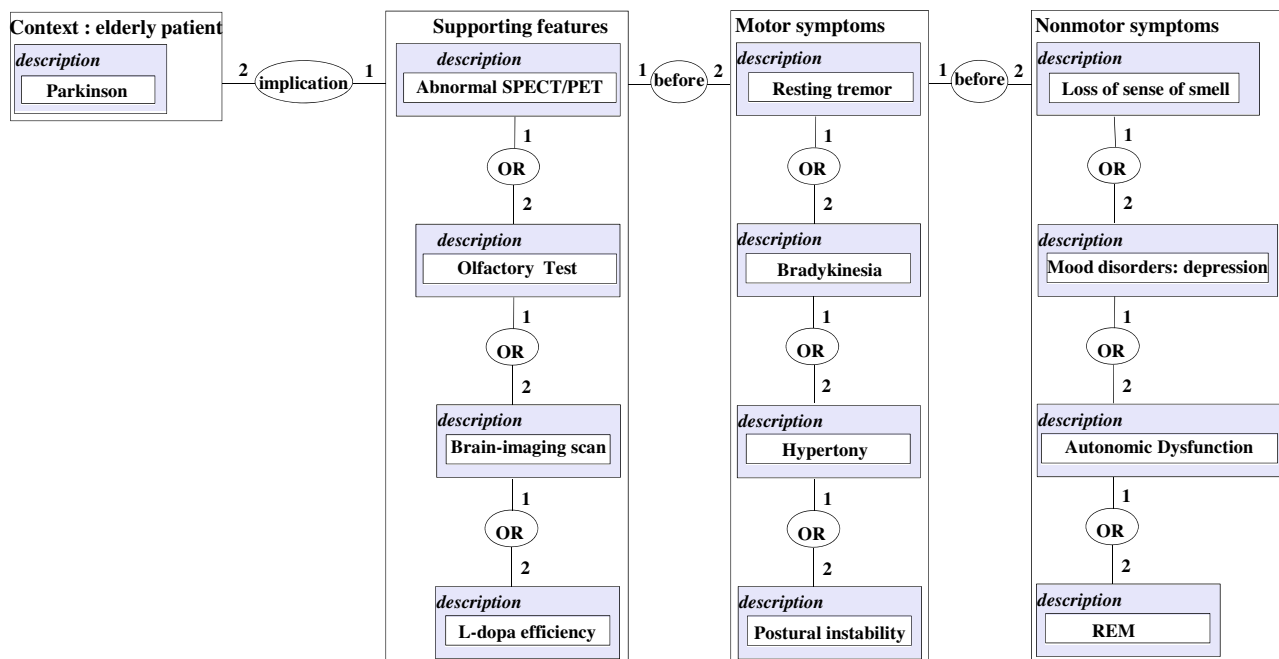 Context : elderly patient
description
Parkinson
2
implication
1
Supporting features
description
Abnormal SPECT/PET
1
OR
2
description
Olfactory Test
1
OR
2
description
Brain-imaging scan
1
OR
2
description
L-dopa efficiency
1
before
2
Motor symptoms
description
Resting tremor
1
OR
2
description
Bradykinesia
1
OR
2
description
Hypertony
1
OR
2
description
Postural instability
1
before
2
Nonmotor symptoms
description
Loss of sense of smell
1
OR
2
description
Mood disorders: depression
1
OR
2
description
Autonomic Dysfunction
1
OR
2
description
REM